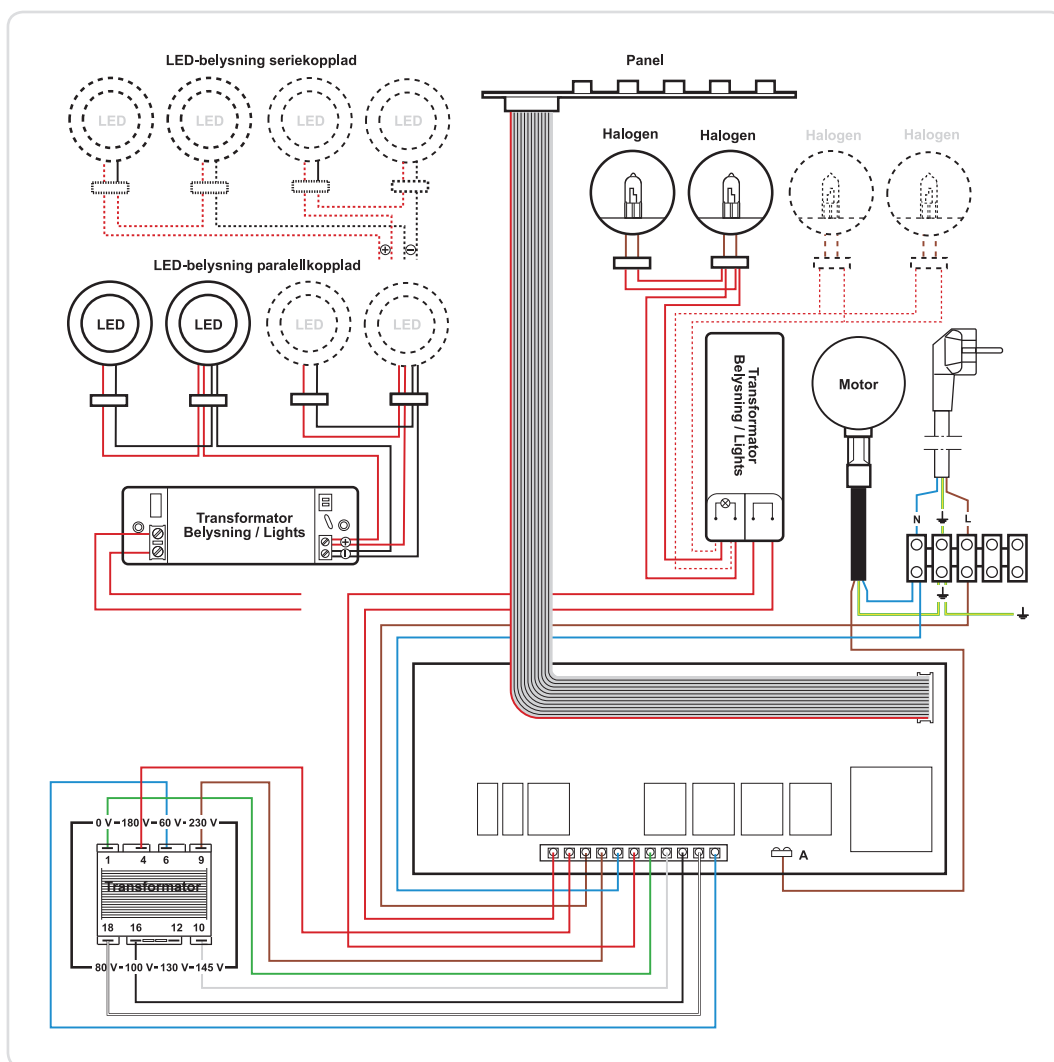 LED-belysning seriekopplad
Panel
LED
LED
LED
LED
Halogen
Halogen
Halogen
Halogen
LED-belysning paralellkopplad
LED
LED
LED
LED
Transformator
Belysning / Lights
Motor
Transformator
Belysning / Lights
N
L
0 V
180 V
60 V
230 V
1
4
6
9
Transformator
18
16
12
10
80 V
100 V
130 V
145 V
A